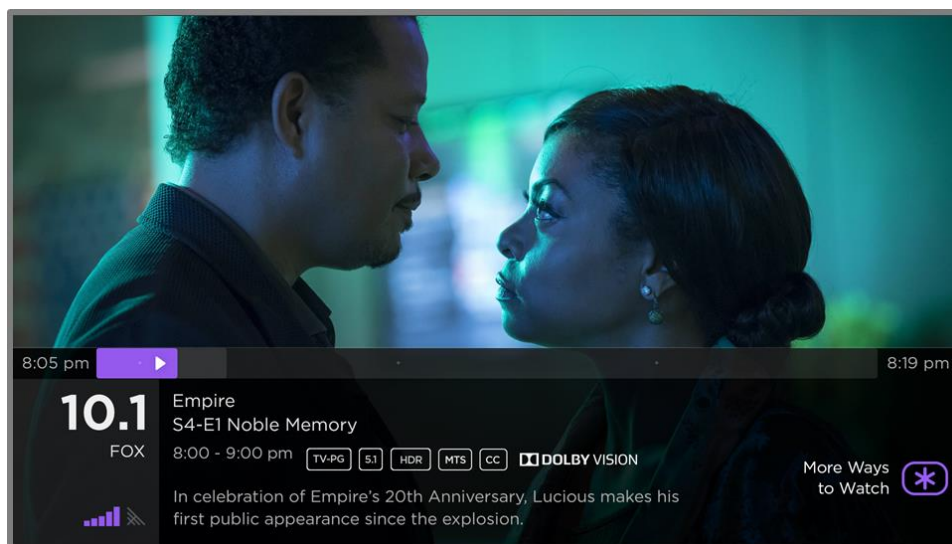 8:05 pm
8:19 pm
10.1
FOX
Empire
S4-E1 Noble Memory
8:00 - 9:00 pm TV-PG 5.1 HDR MTS CC DOLBY VISION
In celebration of Empire's 20th Anniversary, Lucious makes his
first public appearance since the explosion.
More Ways
to Watch